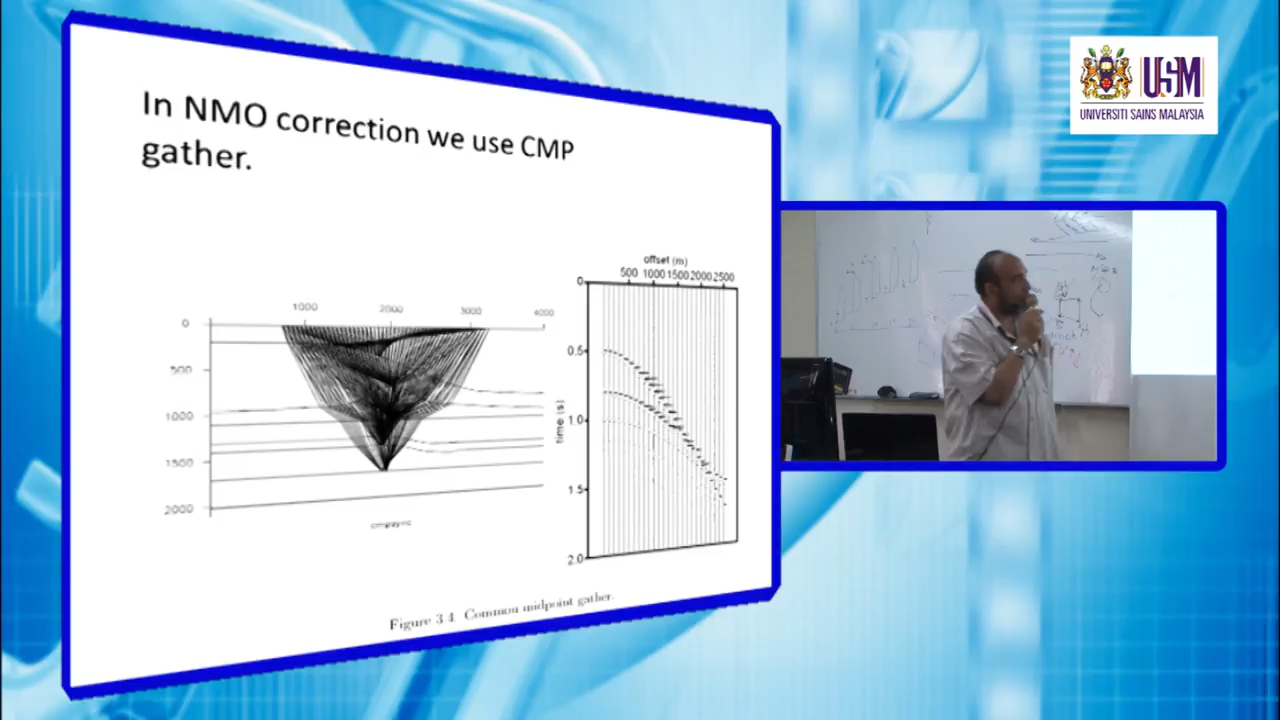 In NMO correction we use CMP
gather.
offset (m)
500 1000 1500 2000 2500
0
0.5
1.0
1.5
2.0
time (s)
1000 2000 3000 4000
0
500
1000
1500
2000
Figure 3.4. Common midpoint gather.
USM
UNIVERSITI SAINS MALAYSIA